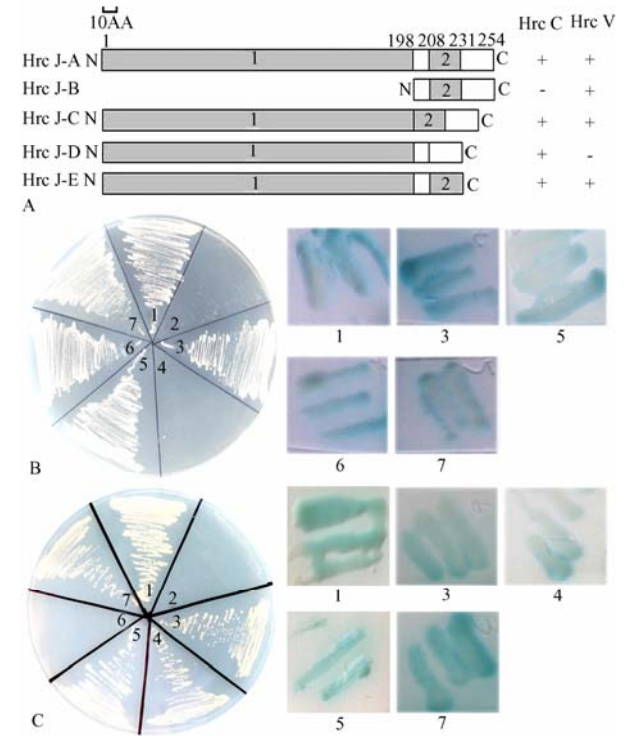 10AA
1 198 208 231 254 Hrc C Hrc V
Hrc J-A N 1 2 C + +
Hrc J-B N 2 C - +
Hrc J-C N 1 2 C + +
Hrc J-D N 1 C + -
Hrc J-E N 1 2 C + +
A
1 2 3 4 5 6 7
1 3 5
6 7
B
1 2 3 4 5 6 7
1 3 4
5 7
C